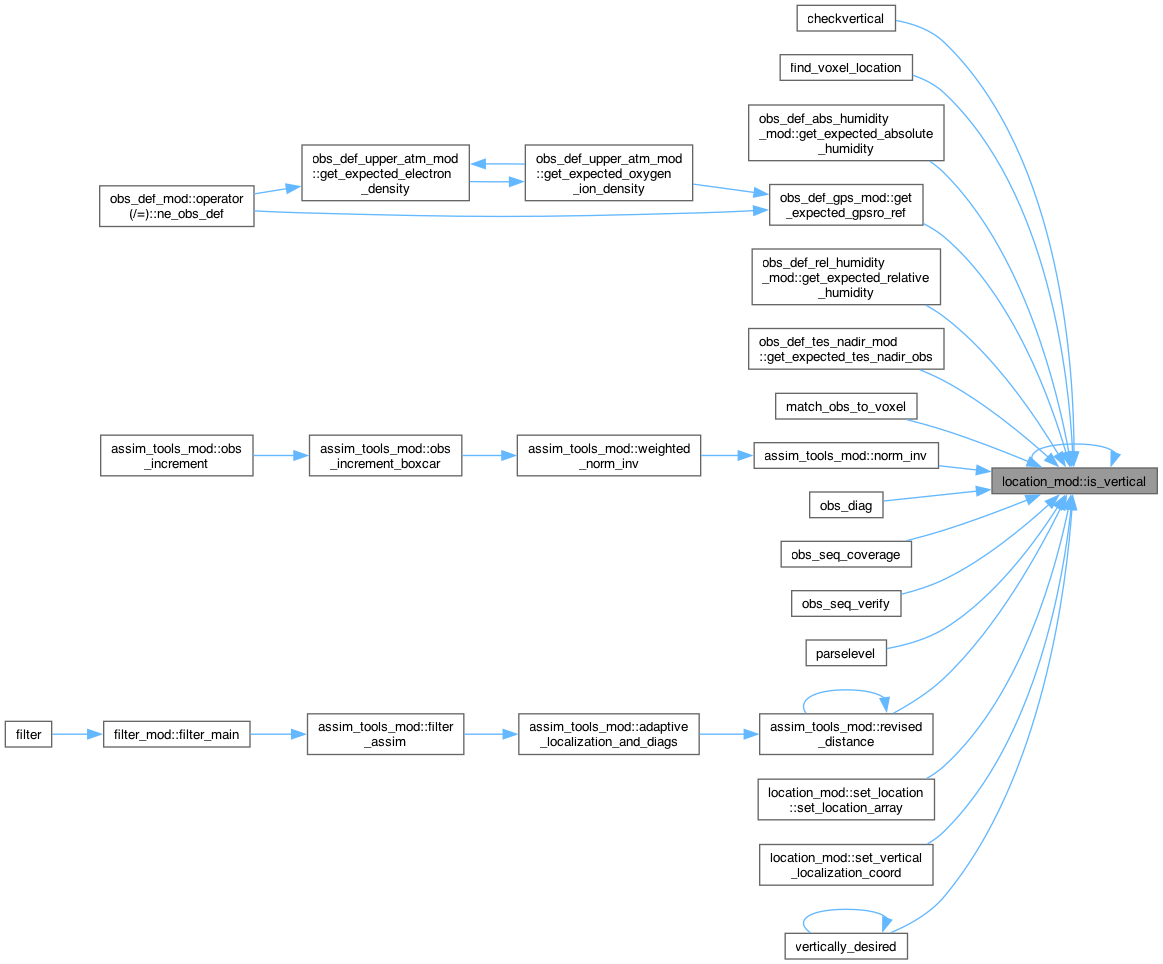 checkvertical
find_voxel_location
obs_def_abs_humidity
_mod::get_expected_absolute
_humidity
obs_def_upper_atm_mod
::get_expected_electron
_density
obs_def_upper_atm_mod
::get_expected_oxygen
_ion_density
obs_def_mod::operator
(/=)::ne_obs_def
obs_def_gps_mod::get
_expected_gpsro_ref
obs_def_rel_humidity
_mod::get_expected_relative
_humidity
obs_def_tes_nadir_mod
::get_expected_tes_nadir_obs
match_obs_to_voxel
assim_tools_mod::obs
_increment
assim_tools_mod::obs
_increment_boxcar
assim_tools_mod::weighted
_norm_inv
assim_tools_mod::norm_inv
location_mod::is_vertical
obs_diag
obs_seq_coverage
obs_seq_verify
parselevel
filter
filter_mod::filter_main
assim_tools_mod::filter
_assim
assim_tools_mod::adaptive
_localization_and_diags
assim_tools_mod::revised
_distance
location_mod::set_location
::set_location_array
location_mod::set_vertical
_localization_coord
vertically_desired